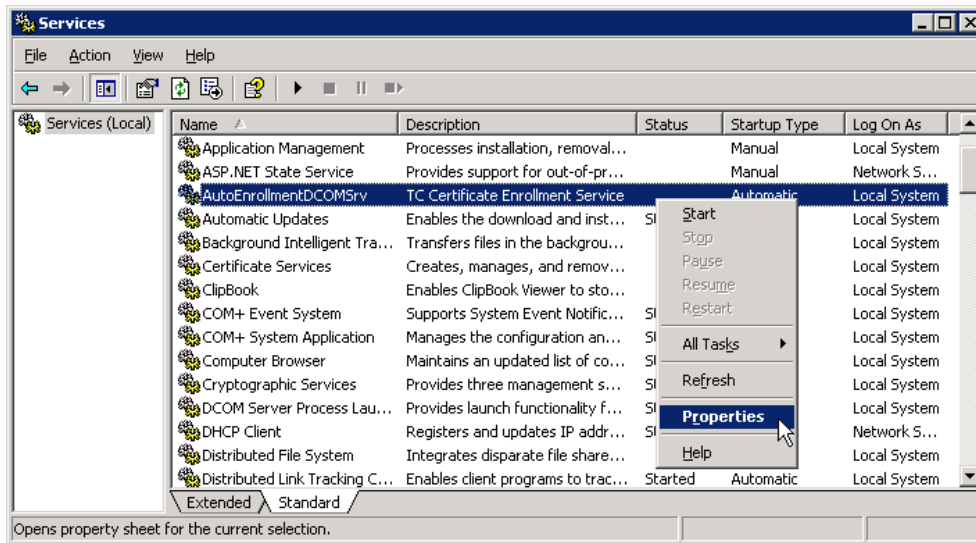 Services
File Action View Help
Services (Local)
Name Description Status Startup Type Log On As
Application Management Processes installation, removal... Manual Local System
ASP.NET State Service Provides support for out-of-pr... Manual Network S...
AutoEnrollmentDCOMSrv TC Certificate Enrollment Service Automatic Local System
Automatic Updates Enables the download and inst... Local System
Background Intelligent Tra... Transfers files in the backgrou... Local System
Certificate Services Creates, manages, and remov... Local System
ClipBook Enables ClipBook Viewer to sto... Local System
COM+ Event System Supports System Event Notific... Local System
COM+ System Application Manages the configuration an... Local System
Computer Browser Maintains an updated list of co... Local System
Cryptographic Services Provides three management s... Local System
DCOM Server Process Lau... Provides launch functionality f... Local System
DHCP Client Registers and updates IP addr... Network S...
Distributed File System Integrates disparate file share... Local System
Distributed Link Tracking C... Enables client programs to trac... Started Automatic Local System
Start
Stop
Pause
Resume
Restart
All Tasks
Refresh
Properties
Help
Extended Standard
Opens property sheet for the current selection.